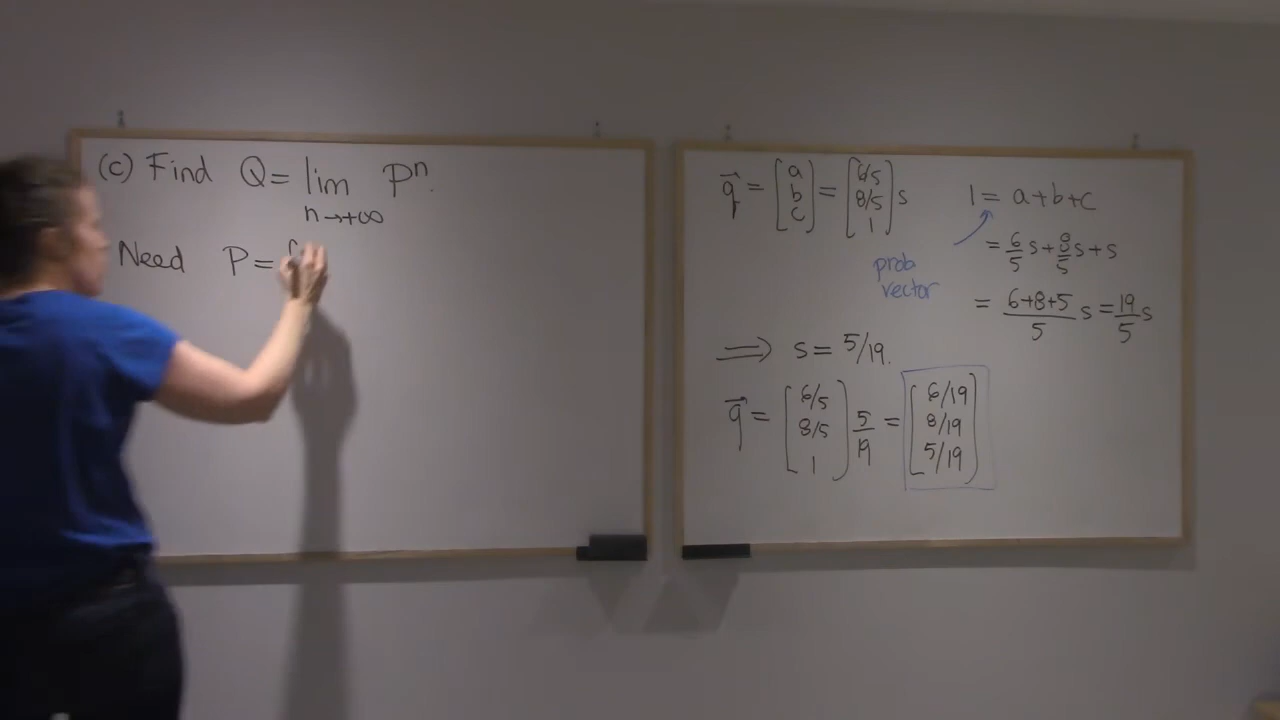 (c) Find Q = lim Pⁿ.
n→+∞
Need P = [
q⃗ = [a b c] = [6/5 8/5 1] s
1 = a+b+c
= 6/5 s + 8/5 s + s
prob
vector
= (6+8+5)/5 s = 19/5 s
⟹ s = 5/19.
q⃗ = [6/5 8/5 1] 5/19 = [6/19 8/19 5/19]